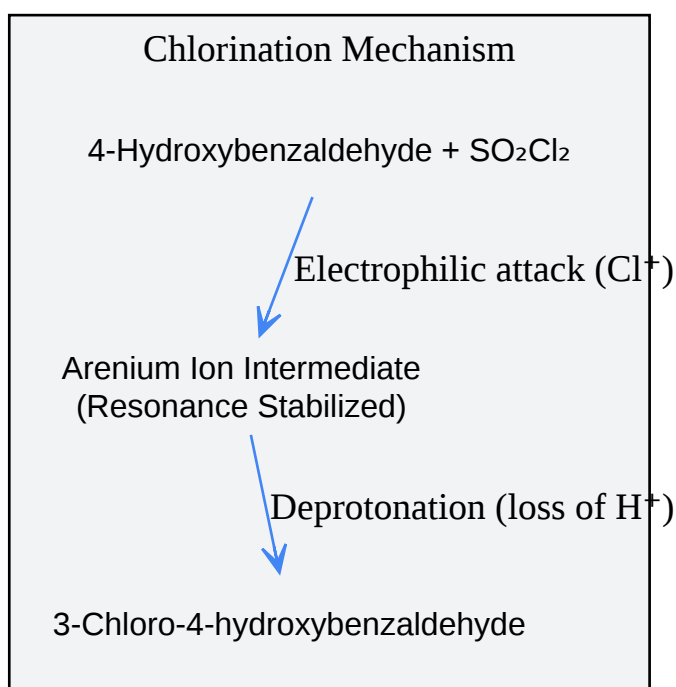 Chlorination Mechanism
4-Hydroxybenzaldehyde + SO₂Cl₂
Electrophilic attack (Cl⁺)
Arenium Ion Intermediate
(Resonance Stabilized)
Deprotonation (loss of H⁺)
3-Chloro-4-hydroxybenzaldehyde